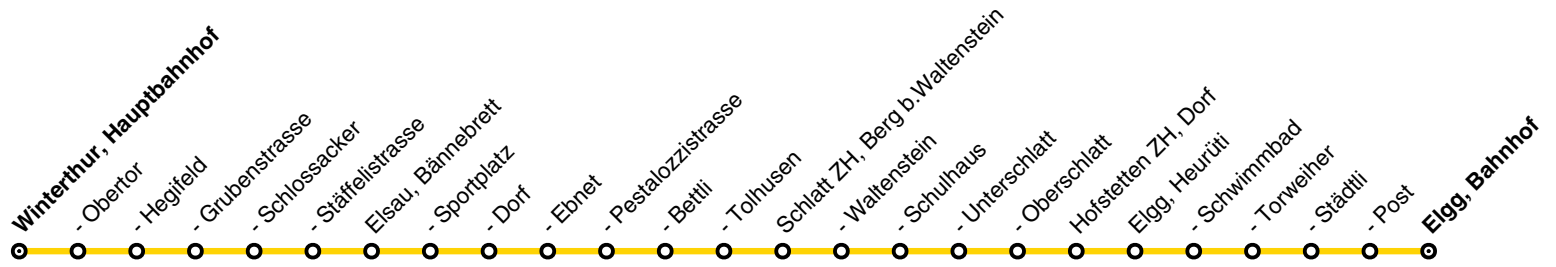 Winterthur, Hauptbahnhof
- Obertor
- Hegifeld
- Grubenstrasse
- Schlossacker
- Stäffelistrasse
Elsau, Bännebrett
- Sportplatz
- Dorf
- Ebnet
- Pestalozzistrasse
- Bettli
- Tolhusen
Schlatt ZH, Berg b.Waltenstein
- Waltenstein
- Schulhaus
- Unterschlatt
- Oberschlatt
Hofstetten ZH, Dorf
Elgg, Heurüti
- Schwimmbad
- Torweiher
- Städtli
- Post
Elgg, Bahnhof